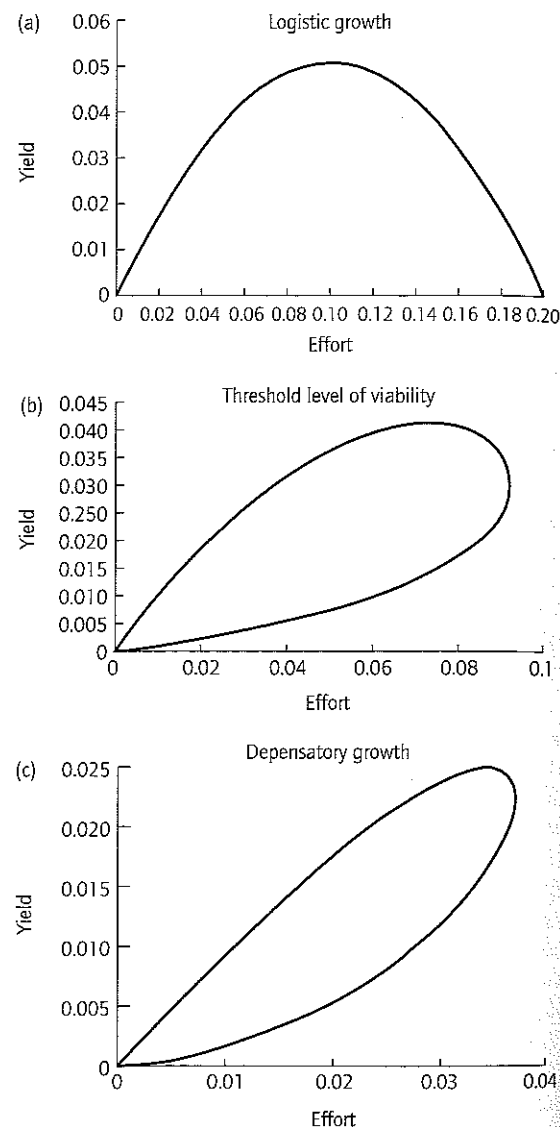 (a) Logistic growth
0.06
0.05
0.04
0.03
0.02
0.01
0
Yield
0 0.02 0.04 0.06 0.08 0.10 0.12 0.14 0.16 0.18 0.20
Effort
(b) Threshold level of viability
0.045
0.040
0.035
0.030
0.250
0.020
0.015
0.010
0.005
0
Yield
0 0.02 0.04 0.06 0.08 0.1
Effort
(c) Depensatory growth
0.025
0.020
0.015
0.010
0.005
0
Yield
0 0.01 0.02 0.03 0.04
Effort